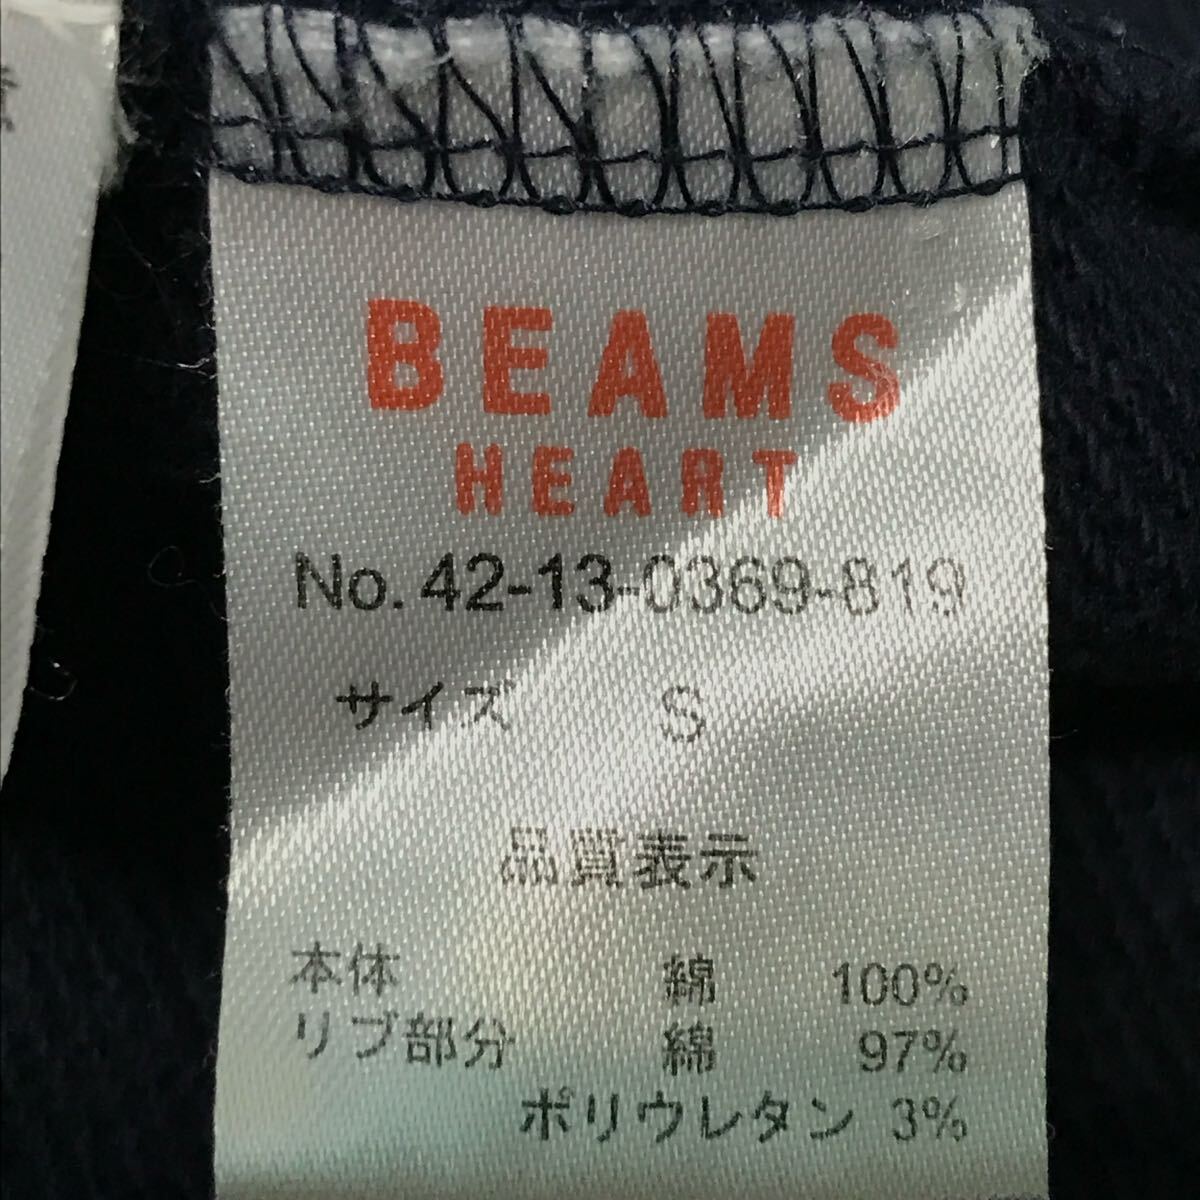 BEAMS
HEART
No. 42-13-0369-819
サイズ S
品質表示
本体 綿 100%
リブ部分 綿 97%
ポリウレタン 3%